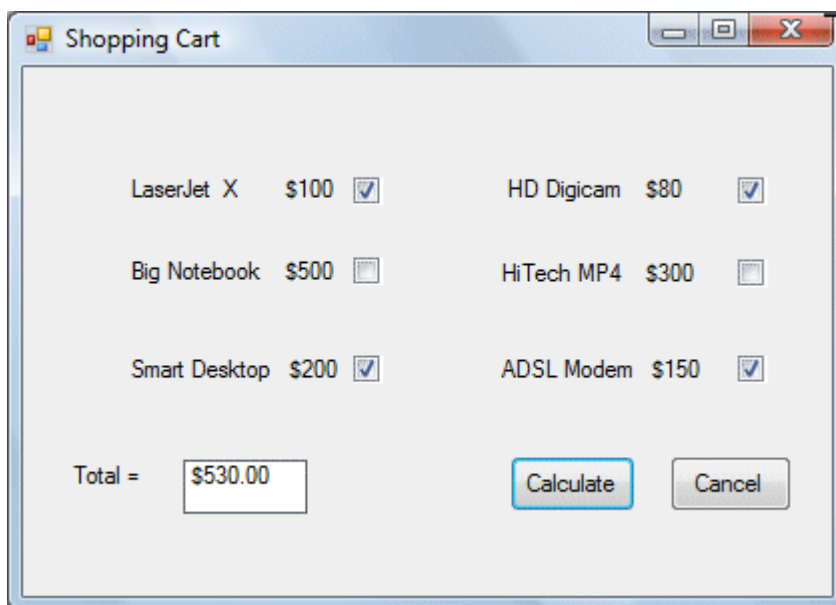 Shopping Cart
LaserJet X $100 HD Digicam $80
Big Notebook $500 HiTech MP4 $300
Smart Desktop $200 ADSL Modem $150
Total = $530.00 Calculate Cancel